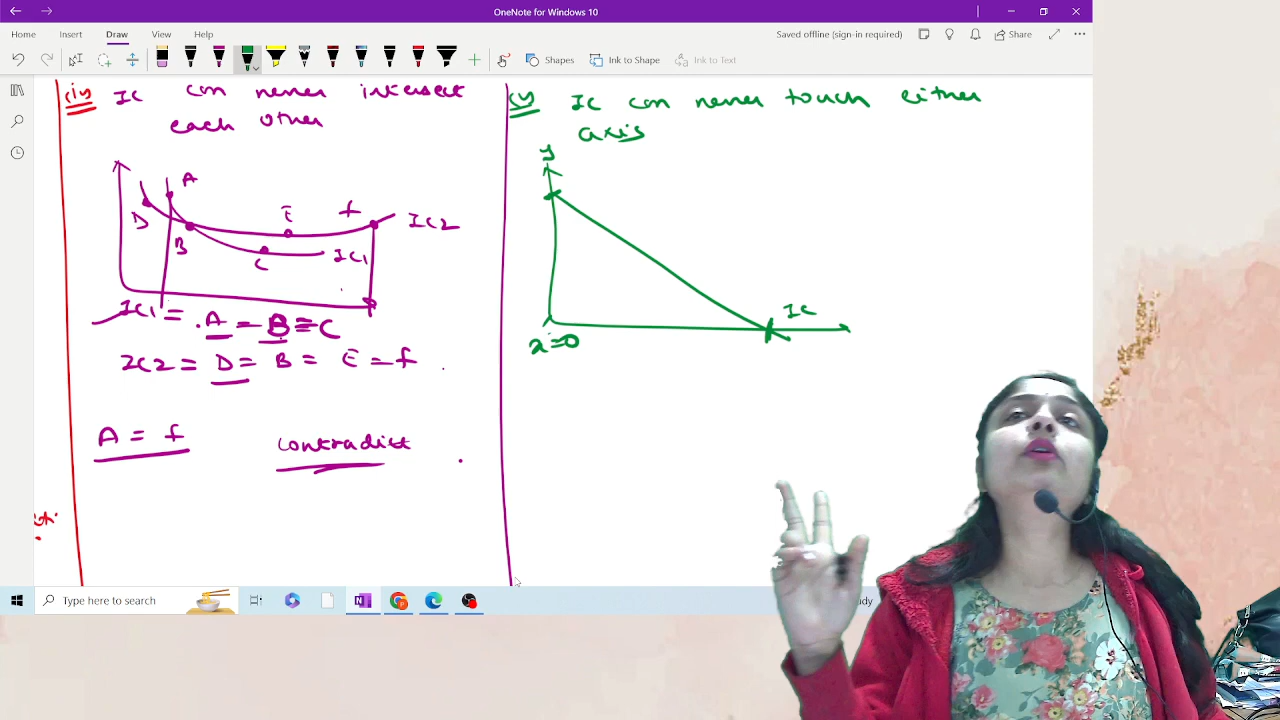 OneNote for Windows 10
Home Insert Draw View Help
Saved offline (sign-in required)
Share
Shapes
Ink to Shape
Ink to Text
(iv) IC can never intersect
each other
A
D
B
E
f
IC2
C
IC1
IC1 = A = B = C
IC2 = D = B = E = f
A = f
contradict
(v) IC can never touch either
axis
y
IC
x=0
Type here to search